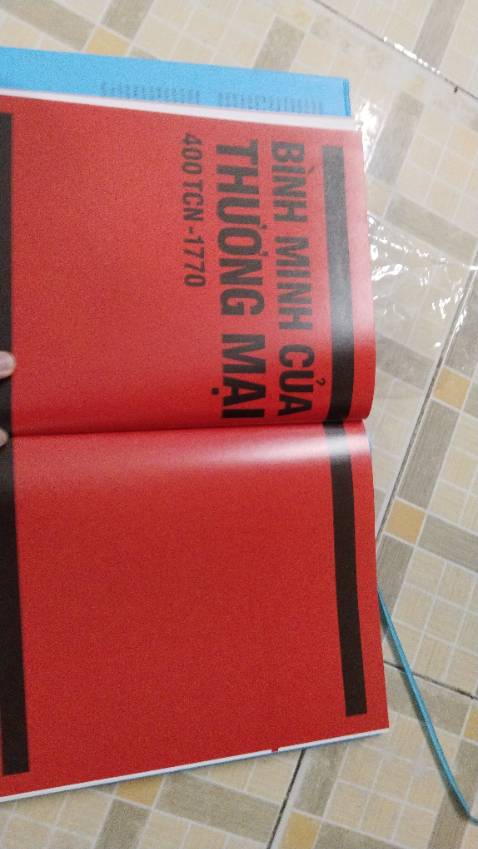 BÌNH MINH CỦA
THƯƠNG MẠI
400 TCN -1770